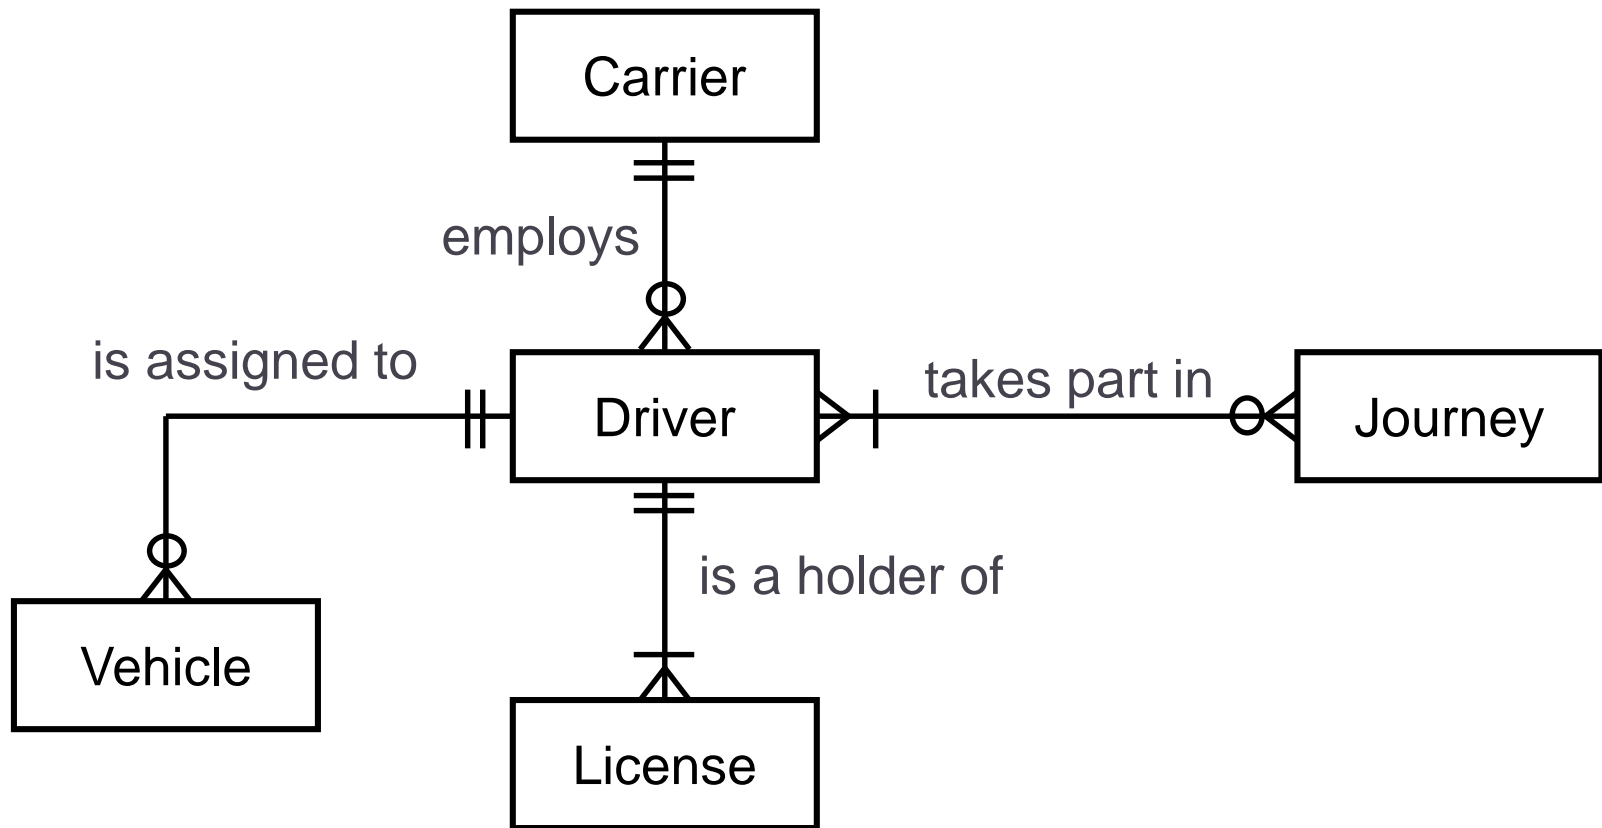 Carrier
employs
is assigned to
takes part in
Driver
Journey
is a holder of
Vehicle
License